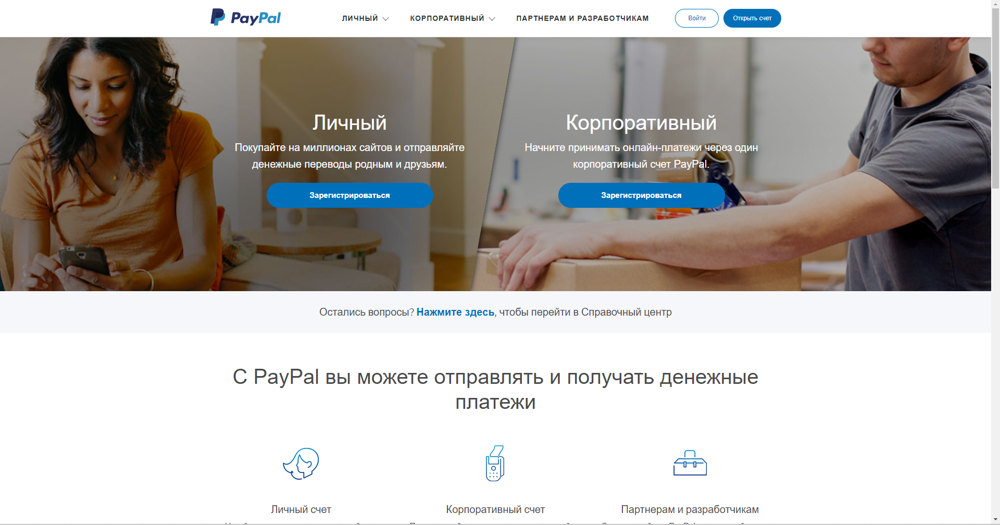 PayPal
ЛИЧНЫЙ
КОРПОРАТИВНЫЙ
ПАРТНЕРАМ И РАЗРАБОТЧИКАМ
Войти
Открыть счет
Личный
Покупайте на миллионах сайтов и отправляйте
денежные переводы родным и друзьям.
Зарегистрироваться
Корпоративный
Начните принимать онлайн-платежи через один
корпоративный счет PayPal.
Зарегистрироваться
Остались вопросы? Нажмите здесь, чтобы перейти в Справочный центр
С PayPal вы можете отправлять и получать денежные
платежи
Личный счет
Корпоративный счет
Партнерам и разработчикам